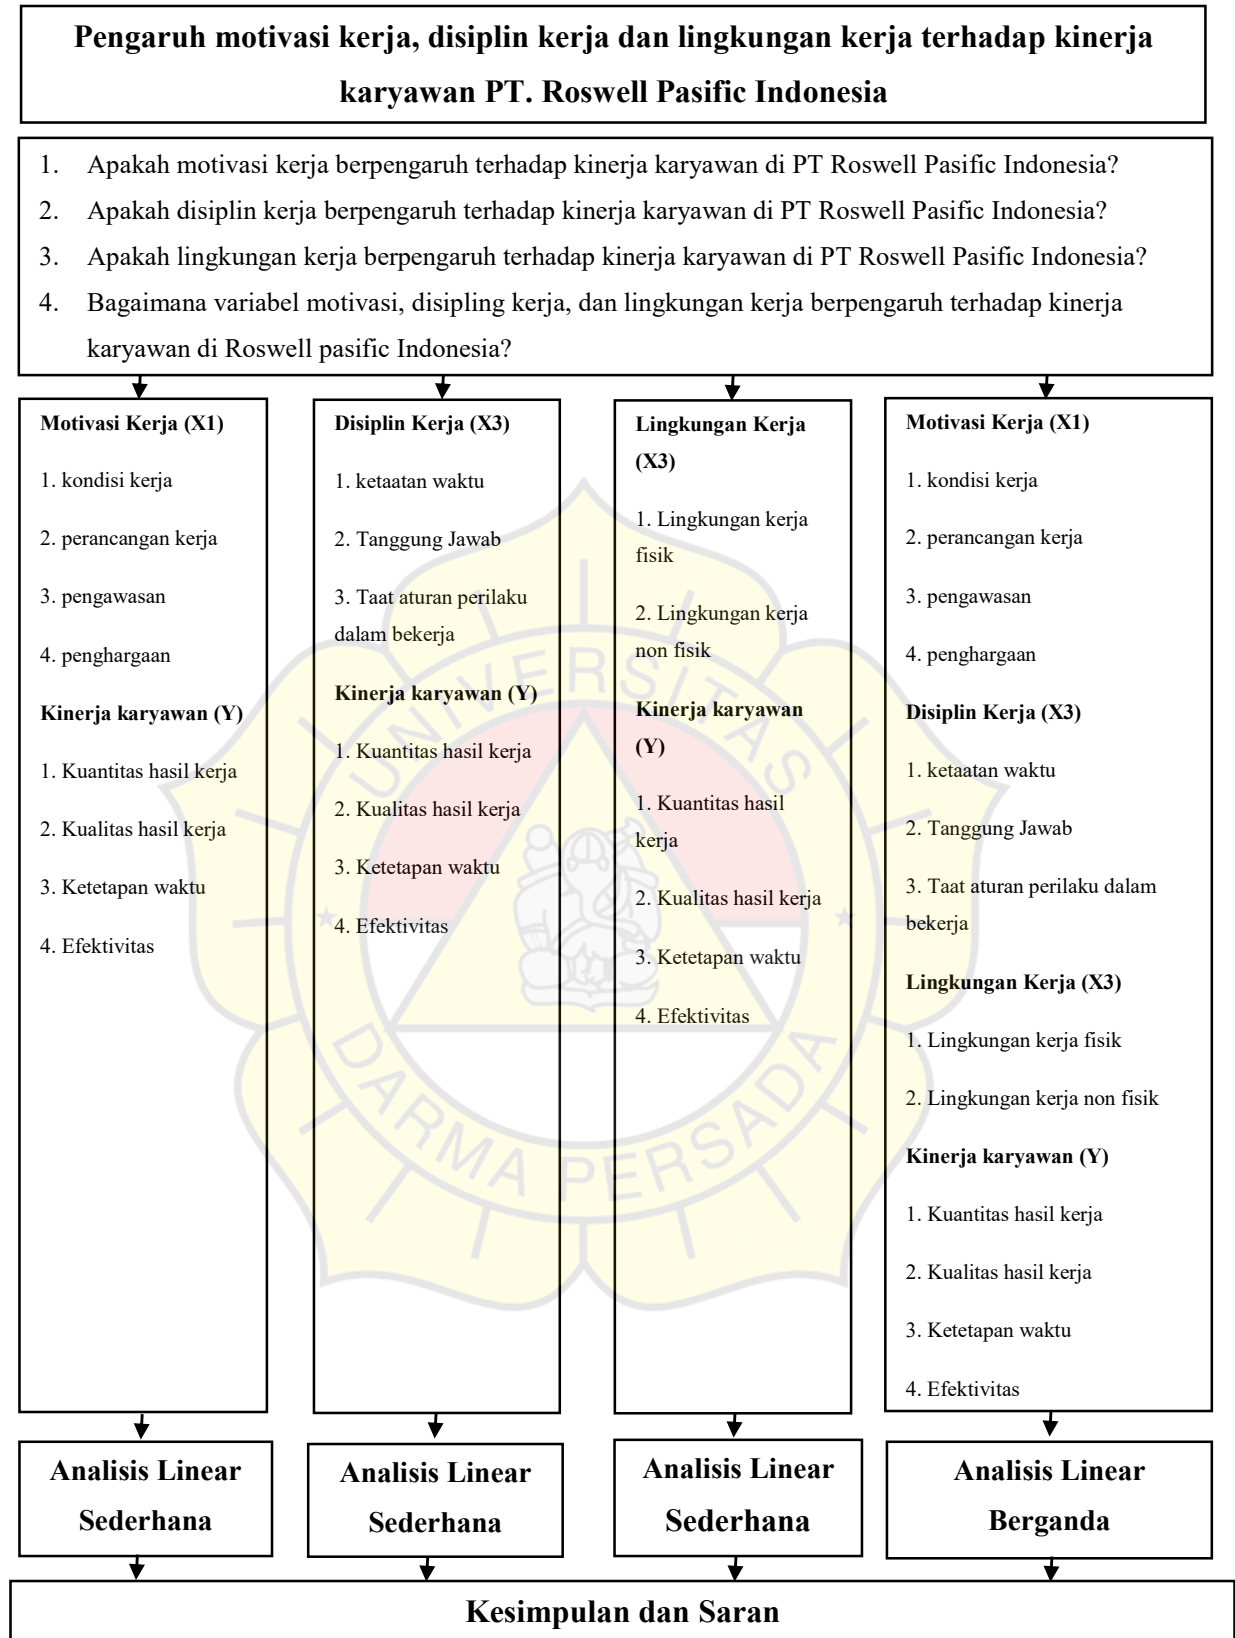 Pengaruh motivasi kerja, disiplin kerja dan lingkungan kerja terhadap kinerja
karyawan PT. Roswell Pasific Indonesia
1. Apakah motivasi kerja berpengaruh terhadap kinerja karyawan di PT Roswell Pasific Indonesia?
2. Apakah disiplin kerja berpengaruh terhadap kinerja karyawan di PT Roswell Pasific Indonesia?
3. Apakah lingkungan kerja berpengaruh terhadap kinerja karyawan di PT Roswell Pasific Indonesia?
4. Bagaimana variabel motivasi, disipling kerja, dan lingkungan kerja berpengaruh terhadap kinerja
karyawan di Roswell pasific Indonesia?
Motivasi Kerja (X1)
1. kondisi kerja
2. perancangan kerja
3. pengawasan
4. penghargaan
Kinerja karyawan (Y)
1. Kuantitas hasil kerja
2. Kualitas hasil kerja
3. Ketetapan waktu
4. Efektivitas
Disiplin Kerja (X3)
1. ketaatan waktu
2. Tanggung Jawab
3. Taat aturan perilaku
dalam bekerja
Kinerja karyawan (Y)
1. Kuantitas hasil kerja
2. Kualitas hasil kerja
3. Ketetapan waktu
4. Efektivitas
Lingkungan Kerja
(X3)
1. Lingkungan kerja
fisik
2. Lingkungan kerja
non fisik
Kinerja karyawan
(Y)
1. Kuantitas hasil
kerja
2. Kualitas hasil kerja
3. Ketetapan waktu
4. Efektivitas
Motivasi Kerja (X1)
1. kondisi kerja
2. perancangan kerja
3. pengawasan
4. penghargaan
Disiplin Kerja (X3)
1. ketaatan waktu
2. Tanggung Jawab
3. Taat aturan perilaku dalam
bekerja
Lingkungan Kerja (X3)
1. Lingkungan kerja fisik
2. Lingkungan kerja non fisik
Kinerja karyawan (Y)
1. Kuantitas hasil kerja
2. Kualitas hasil kerja
3. Ketetapan waktu
4. Efektivitas
UNIVERSITAS
DARMA PERSADA
Analisis Linear
Sederhana
Analisis Linear
Sederhana
Analisis Linear
Sederhana
Analisis Linear
Berganda
Kesimpulan dan Saran